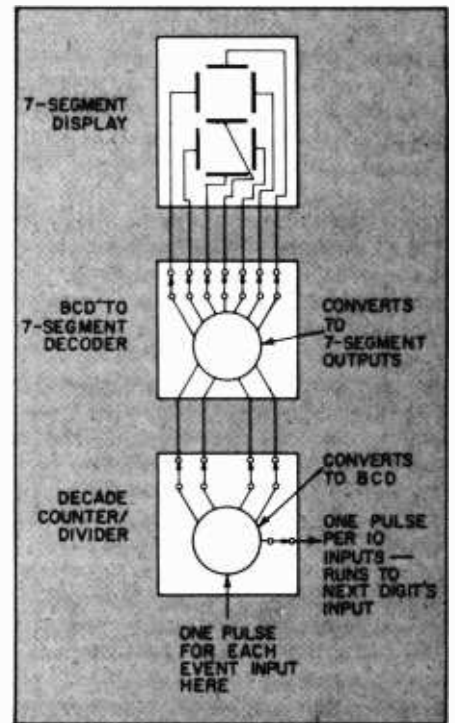 7-SEGMENT
DISPLAY
BCD TO
7-SEGMENT
DECODER
CONVERTS
TO
7-SEGMENT
OUTPUTS
DECADE
COUNTER/
DIVIDER
CONVERTS
TO BCD
ONE PULSE
PER 10
INPUTS —
RUNS TO
NEXT DIGIT'S
INPUT
ONE PULSE
FOR EACH
EVENT INPUT
HERE